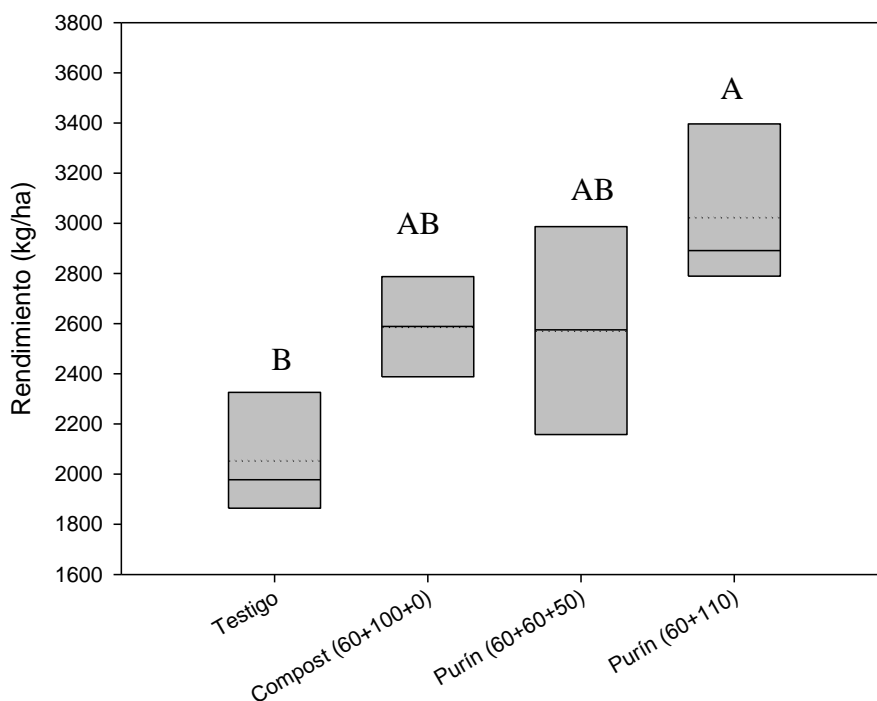 Rendimiento (kg/ha)
3800
3600
3400
3200
3000
2800
2600
2400
2200
2000
1800
1600
B
AB
AB
A
Testigo
Compost (60+100+0)
Purín (60+60+50)
Purín (60+110)